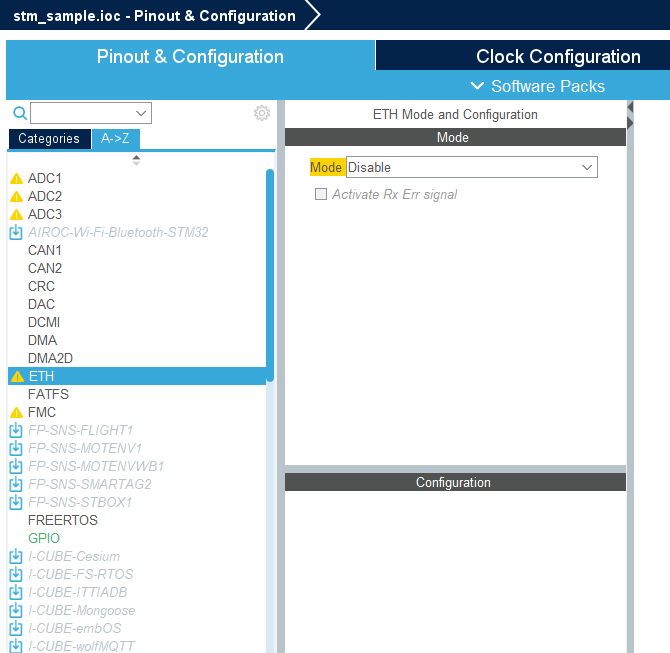 stm_sample.ioc - Pinout & Configuration
Pinout & Configuration
Clock Configuration
Software Packs
Categories
A->Z
ADC1
ADC2
ADC3
AIROC-Wi-Fi-Bluetooth-STM32
CAN1
CAN2
CRC
DAC
DCMI
DMA
DMA2D
ETH
FATFS
FMC
FP-SNS-FLIGHT1
FP-SNS-MOTENV1
FP-SNS-MOTENVWB1
FP-SNS-SMARTAG2
FP-SNS-STBOX1
FREERTOS
GPIO
I-CUBE-Cesium
I-CUBE-FS-RTOS
I-CUBE-ITTIADB
I-CUBE-Mongoose
I-CUBE-embOS
I-CUBE-wolfMQTT
ETH Mode and Configuration
Mode
Mode Disable
Activate Rx Err signal
Configuration